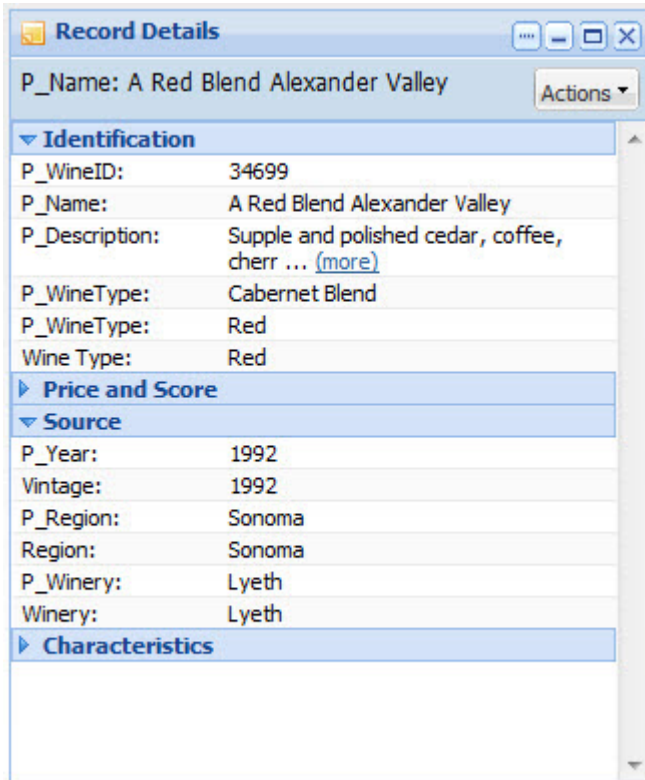 Record Details
P_Name: A Red Blend Alexander Valley
Actions
Identification
P_WineID: 34699
P_Name: A Red Blend Alexander Valley
P_Description: Supple and polished cedar, coffee,
cherr ... (more)
P_WineType: Cabernet Blend
P_WineType: Red
Wine Type: Red
Price and Score
Source
P_Year: 1992
Vintage: 1992
P_Region: Sonoma
Region: Sonoma
P_Winery: Lyeth
Winery: Lyeth
Characteristics